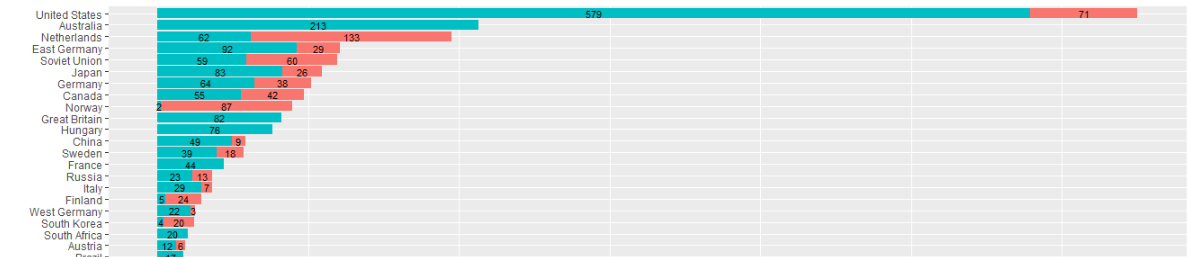 United States 579 71
Australia 213
Netherlands 62 133
East Germany 92 29
Soviet Union 59 60
Japan 83 26
Germany 64 38
Canada 55 42
Norway 2 87
Great Britain 82
Hungary 76
China 49 9
Sweden 39 18
France 44
Russia 23 13
Italy 29 7
Finland 5 24
West Germany 22 3
South Korea 4 20
South Africa 20
Austria 12 6